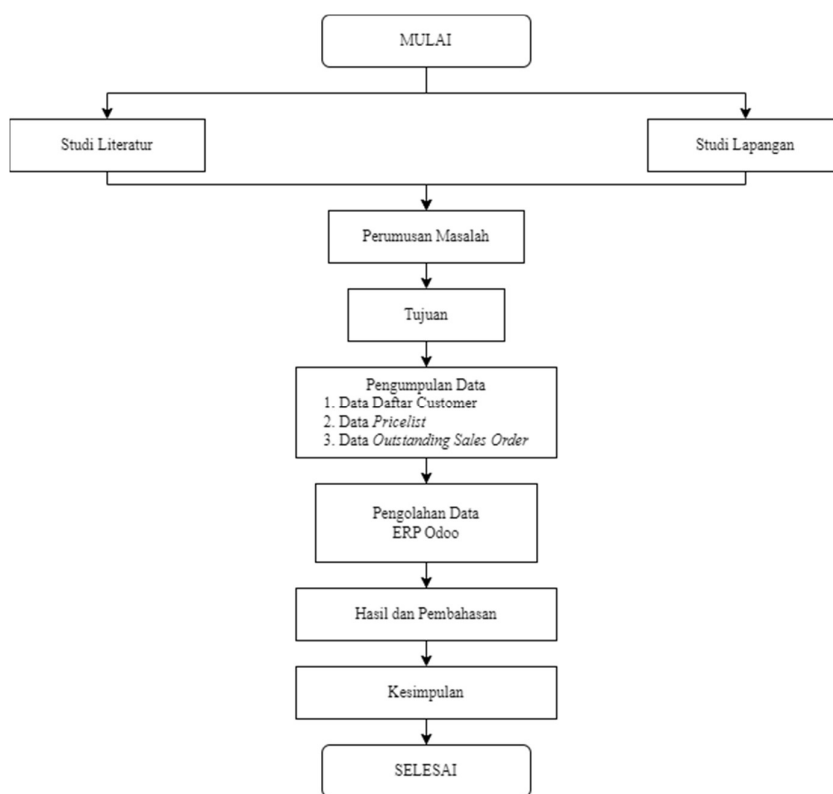 MULAI
Studi Literatur
Studi Lapangan
Perumusan Masalah
Tujuan
Pengumpulan Data
1. Data Daftar Customer
2. Data Pricelist
3. Data Outstanding Sales Order
Pengolahan Data
ERP Odoo
Hasil dan Pembahasan
Kesimpulan
SELESAI